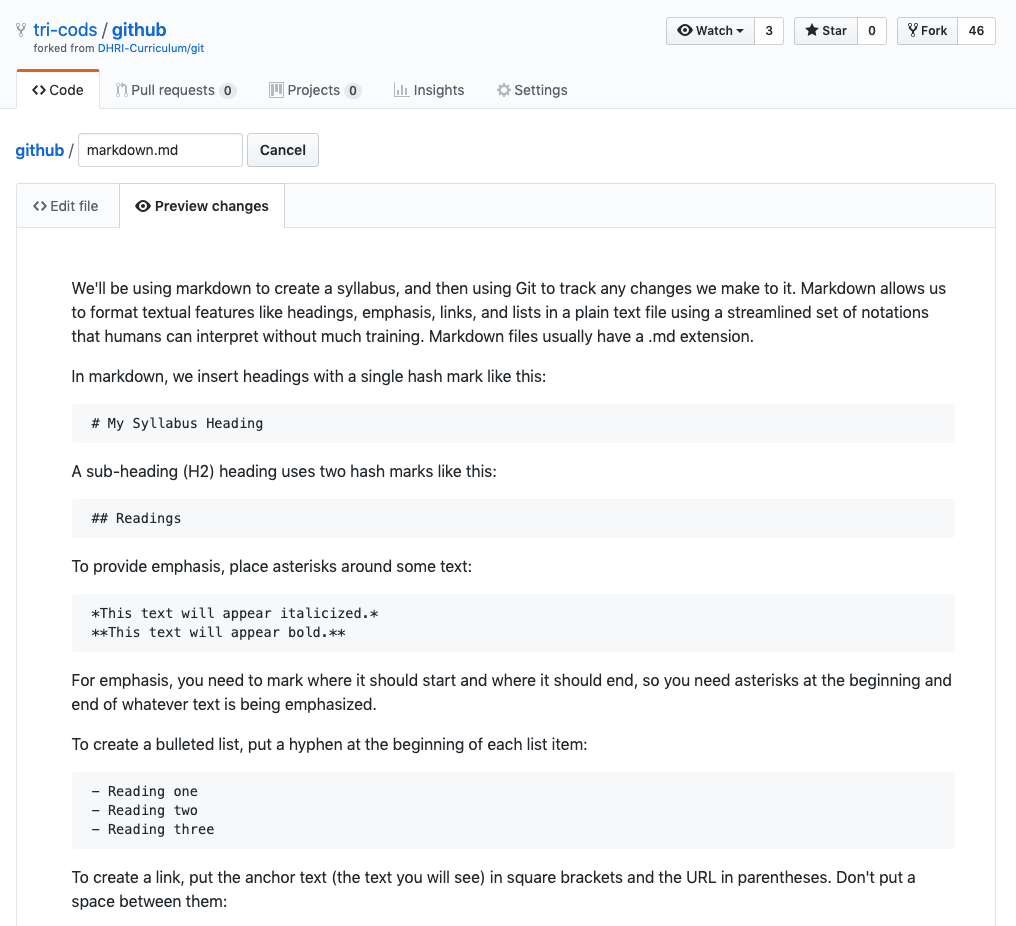 tri-cods / github
forked from DHRI-Curriculum/git
Watch 3 Star 0 Fork 46
Code Pull requests 0 Projects 0 Insights Settings
github / markdown.md Cancel
Edit file Preview changes
We'll be using markdown to create a syllabus, and then using Git to track any changes we make to it. Markdown allows us
to format textual features like headings, emphasis, links, and lists in a plain text file using a streamlined set of notations
that humans can interpret without much training. Markdown files usually have a .md extension.
In markdown, we insert headings with a single hash mark like this:
# My Syllabus Heading
A sub-heading (H2) heading uses two hash marks like this:
## Readings
To provide emphasis, place asterisks around some text:
*This text will appear italicized.*
**This text will appear bold.**
For emphasis, you need to mark where it should start and where it should end, so you need asterisks at the beginning and
end of whatever text is being emphasized.
To create a bulleted list, put a hyphen at the beginning of each list item:
- Reading one
- Reading two
- Reading three
To create a link, put the anchor text (the text you will see) in square brackets and the URL in parentheses. Don't put a
space between them: